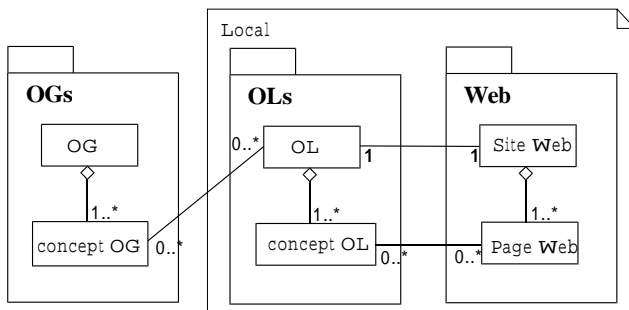 Local
OGs
OLs
Web
OG
0..*
OL
1
1
Site Web
1..*
1..*
1..*
concept OG
0..*
concept OL
0..*
0..*
Page Web